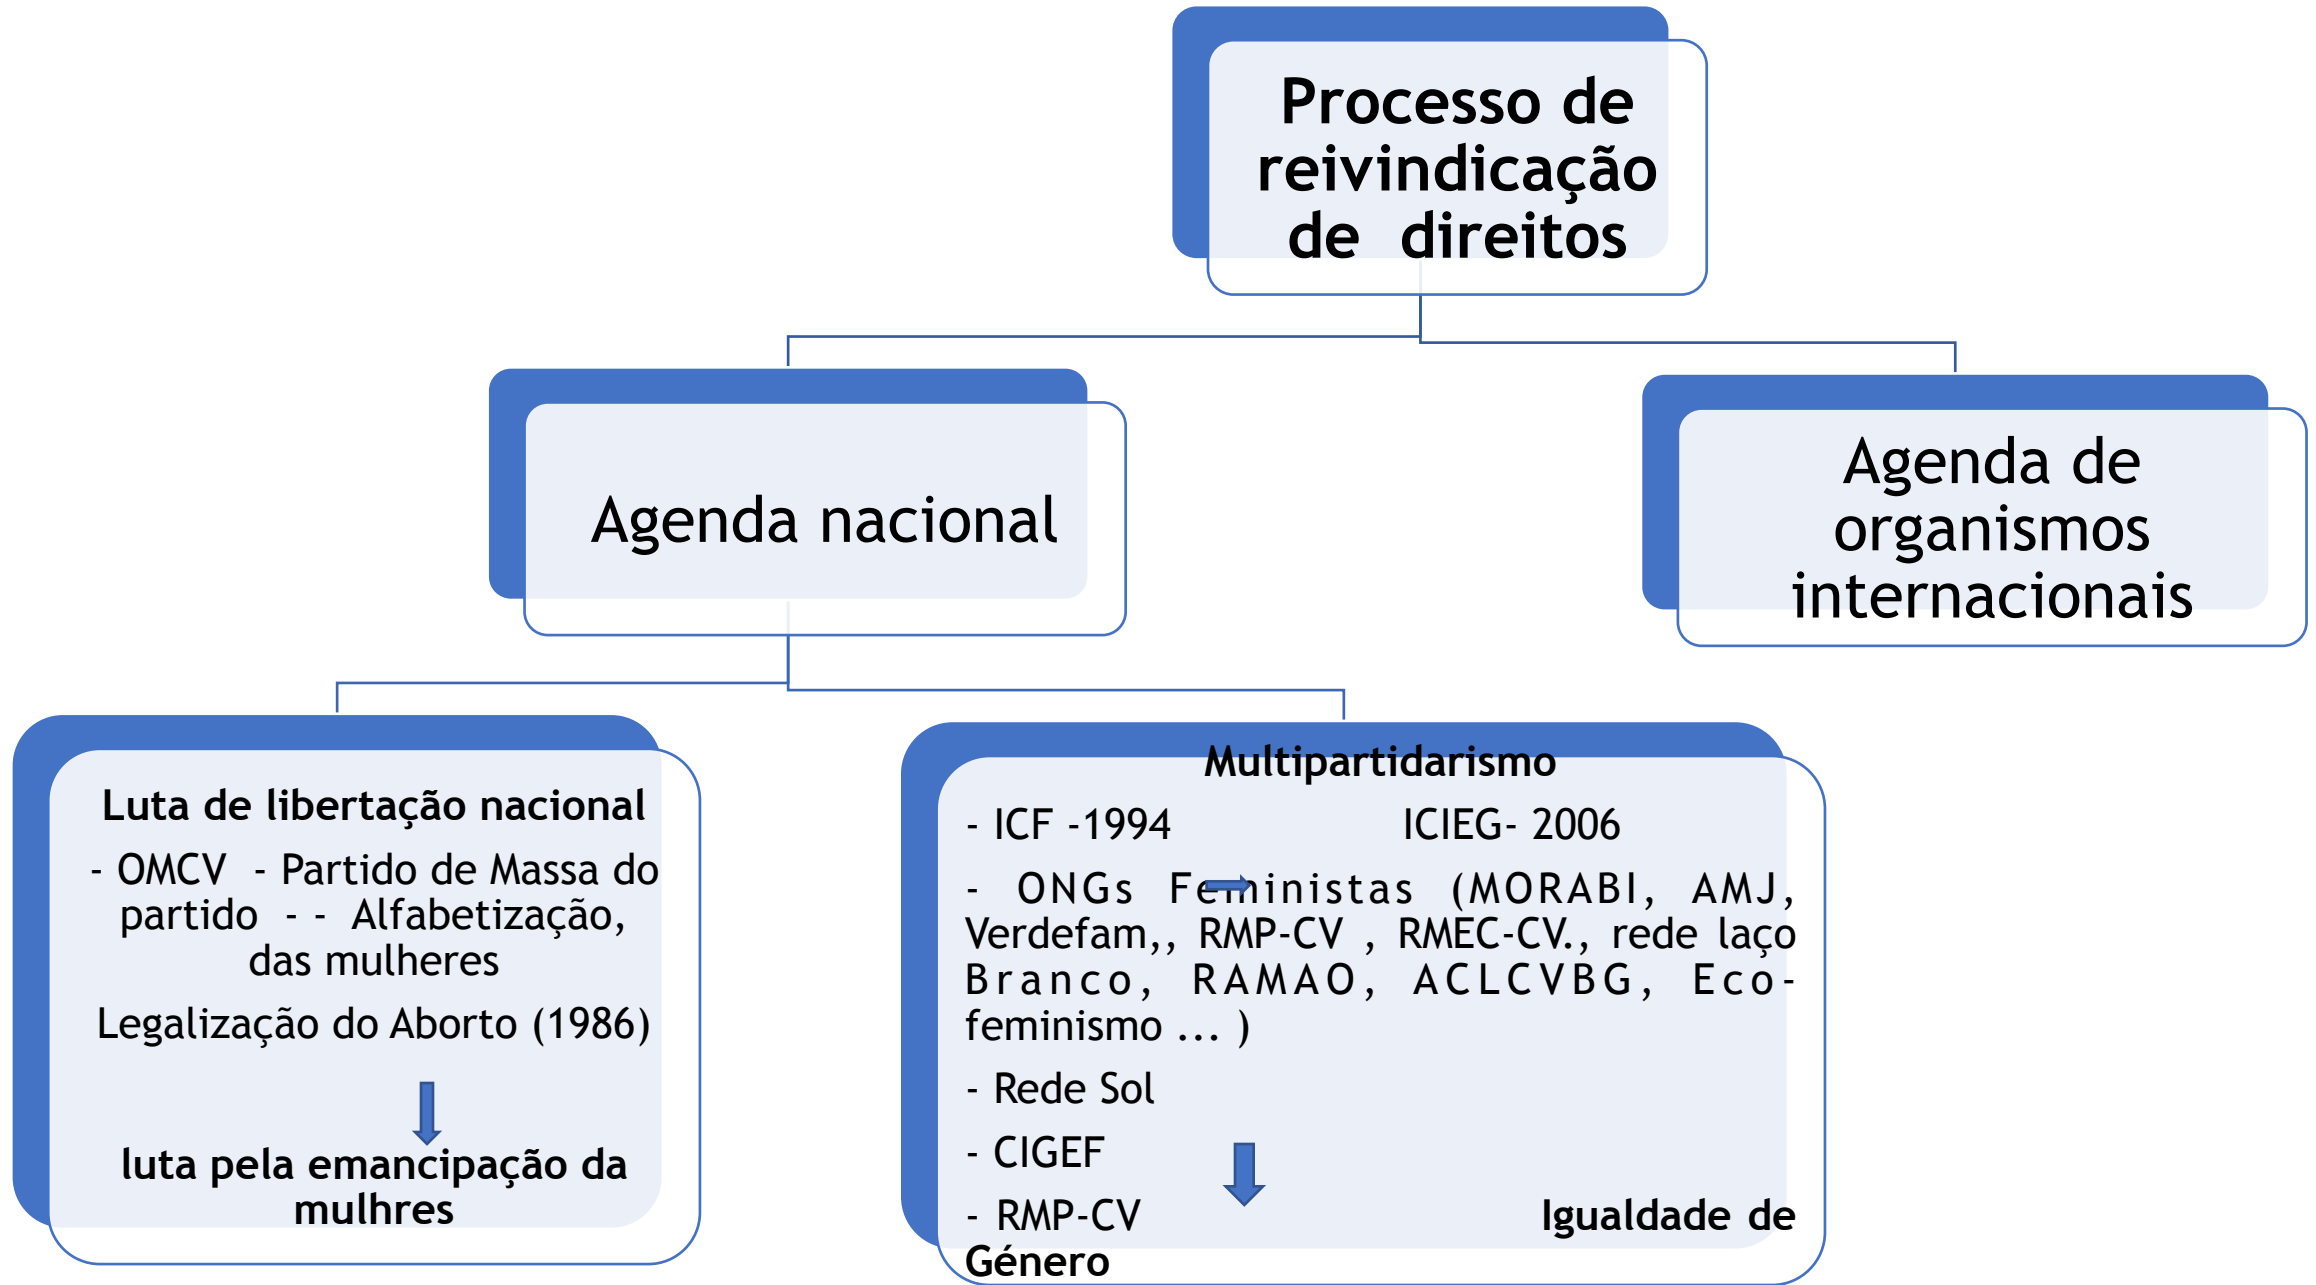 Processo de
reivindicação
de direitos
Agenda nacional
Agenda de
organismos
internacionais
Luta de libertação nacional
- OMCV - Partido de Massa do
partido - - Alfabetização,
das mulheres
Legalização do Aborto (1986)
luta pela emancipação da
mulhres
Multipartidarismo
- ICF -1994 ICIEG- 2006
- ONGs Feministas (MORABI, AMJ,
Verdefam,, RMP-CV , RMEC-CV., rede laço
Branco, RAMAO, ACLCVBG, Eco-
feminismo ... )
- Rede Sol
- CIGEF
- RMP-CV Igualdade de
Género